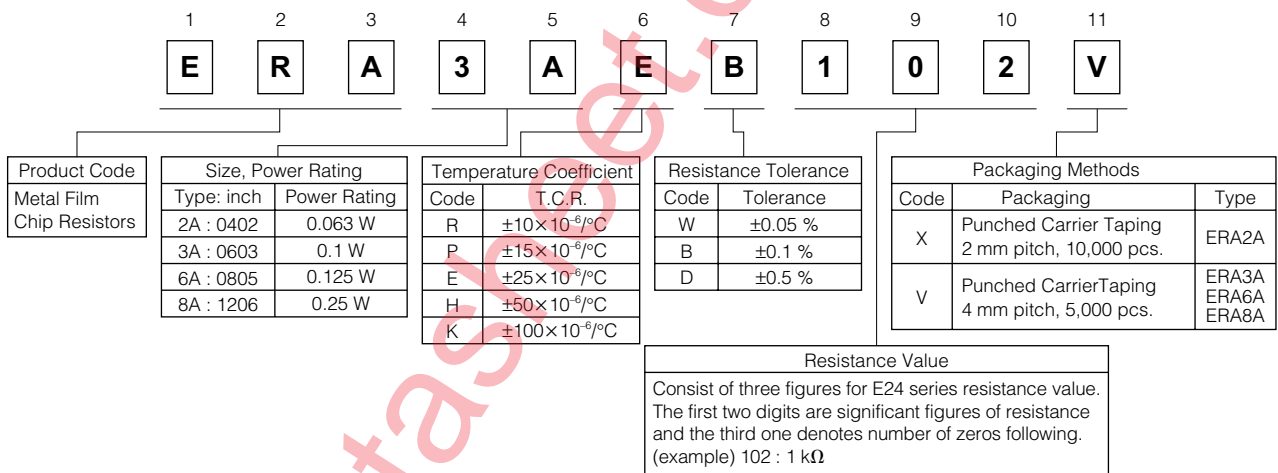 1 2 3 4 5 6 7 8 9 10 11
E R A 3 A E B 1 0 2 V
Product Code
Metal Film
Chip Resistors
Size, Power Rating
Type: inch Power Rating
2A : 0402 0.063 W
3A : 0603 0.1 W
6A : 0805 0.125 W
8A : 1206 0.25 W
Temperature Coefficient
Code T.C.R.
R ±10×10⁻⁶/°C
P ±15×10⁻⁶/°C
E ±25×10⁻⁶/°C
H ±50×10⁻⁶/°C
K ±100×10⁻⁶/°C
Resistance Tolerance
Code Tolerance
W ±0.05 %
B ±0.1 %
D ±0.5 %
Packaging Methods
Code Packaging Type
X Punched Carrier Taping
2 mm pitch, 10,000 pcs. ERA2A
V Punched CarrierTaping
4 mm pitch, 5,000 pcs. ERA3A
ERA6A
ERA8A
Resistance Value
Consist of three figures for E24 series resistance value.
The first two digits are significant figures of resistance
and the third one denotes number of zeros following.
(example) 102 : 1 kΩ